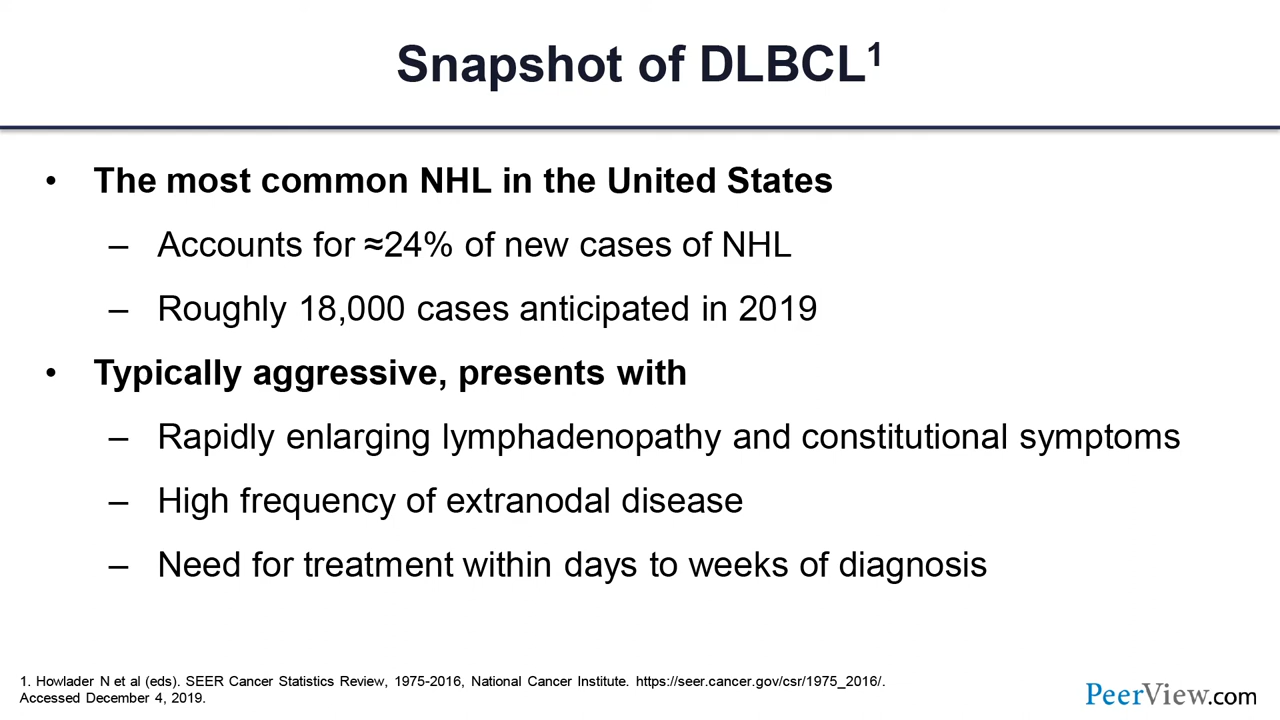 Snapshot of DLBCL¹
• The most common NHL in the United States
– Accounts for ≈24% of new cases of NHL
– Roughly 18,000 cases anticipated in 2019
• Typically aggressive, presents with
– Rapidly enlarging lymphadenopathy and constitutional symptoms
– High frequency of extranodal disease
– Need for treatment within days to weeks of diagnosis
1. Howlader N et al (eds). SEER Cancer Statistics Review, 1975-2016, National Cancer Institute. https://seer.cancer.gov/csr/1975_2016/.
Accessed December 4, 2019.
PeerView.com